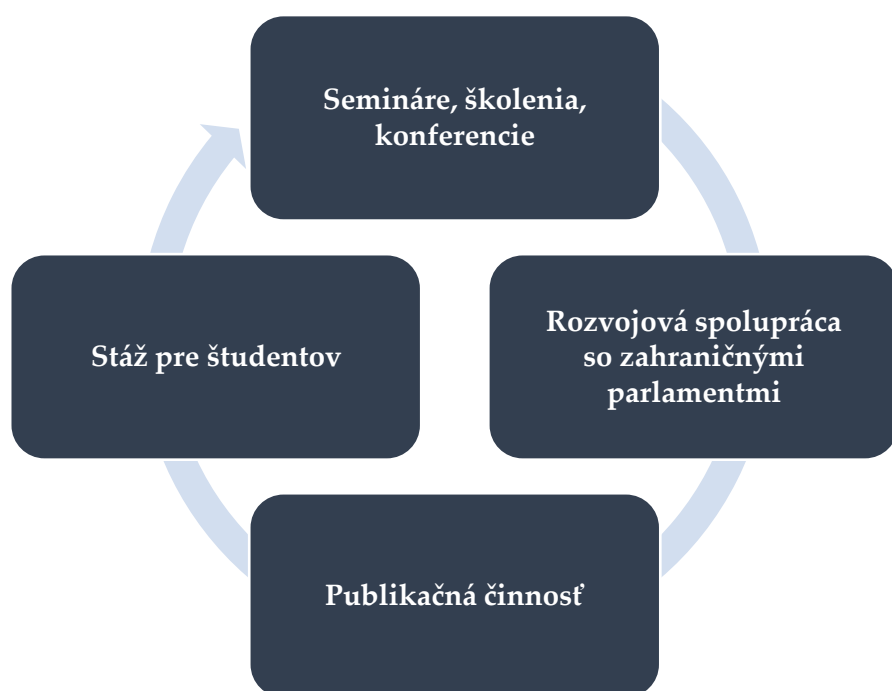 Semináre, školenia,
konferencie
Stáž pre študentov
Rozvojová spolupráca
so zahraničnými
parlamentmi
Publikačná činnosť